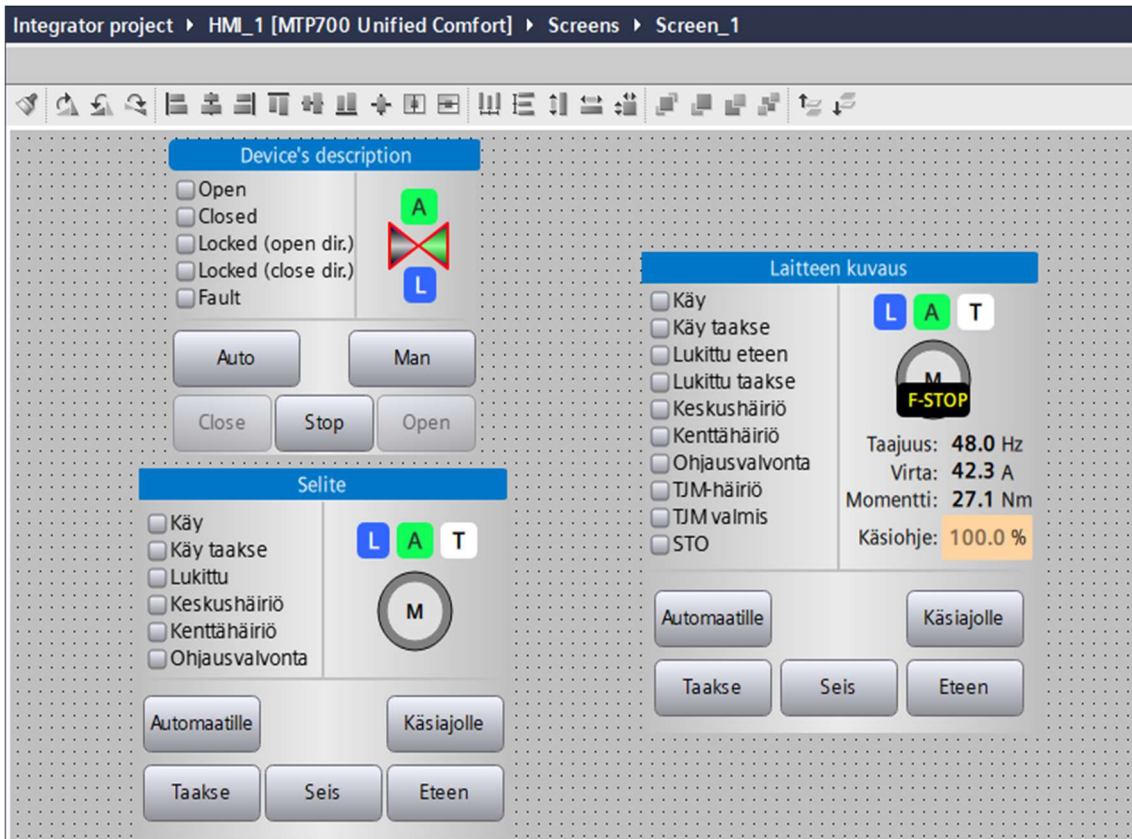 Integrator project ▸ HMI_1 [MTP700 Unified Comfort] ▸ Screens ▸ Screen_1
Device's description
Open
Closed
Locked (open dir.)
Locked (close dir.)
Fault
A
L
Auto
Man
Close
Stop
Open
Selite
Käy
Käy taakse
Lukittu
Keskushäiriö
Kenttähäiriö
Ohjausvalvonta
L A T
M
Automaatille
Käsiajolle
Taakse
Seis
Eteen
Laitteen kuvaus
Käy
Käy taakse
Lukittu eteen
Lukittu taakse
Keskushäiriö
Kenttähäiriö
Ohjausvalvonta
TJM-häiriö
TJM valmis
STO
L A T
M
F-STOP
Taajuus: 48.0 Hz
Virta: 42.3 A
Momentti: 27.1 Nm
Käsiohje: 100.0 %
Automaatille
Käsiajolle
Taakse
Seis
Eteen